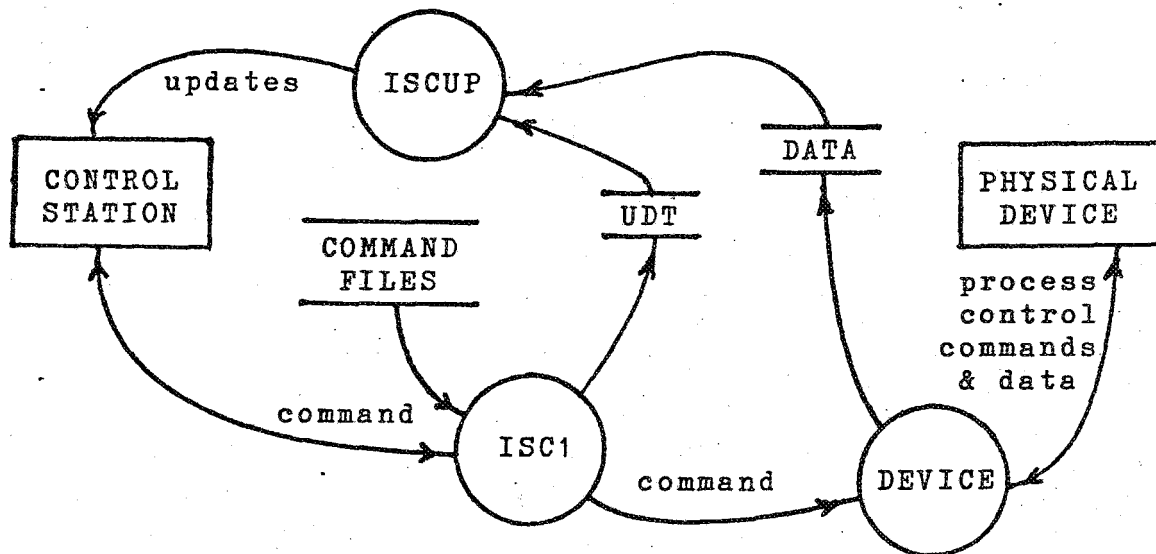 ISCUP
updates
DATA
CONTROL
STATION
PHYSICAL
DEVICE
UDT
COMMAND
FILES
process
control
commands
& data
command
ISC1
command
DEVICE